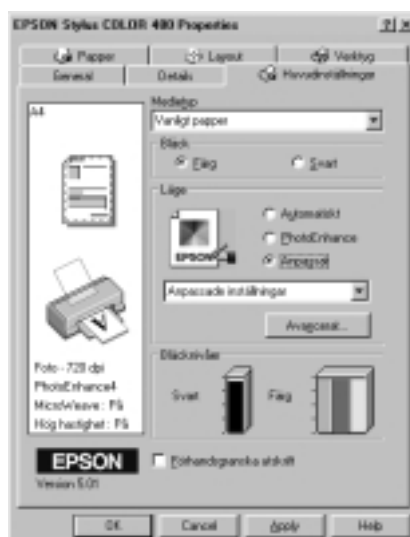 EPSON Stylus COLOR 400 Properties
Papper
Layout
Verktyg
General
Details
Huvudinställningar
A4
Medietyp
Vanligt papper
Bläck
Färg
Svart
Läge
Automatiskt
PhotoEnhance
Anpassat
EPSON
Anpassade inställningar
Avancerat...
Foto - 720 dpi
PhotoEnhance4
MicroWeave : På
Hög hastighet : På
Bläcknivåer
Svart
Färg
EPSON
Förhandsgranska utskrift
Version 5.01
OK
Cancel
Apply
Help